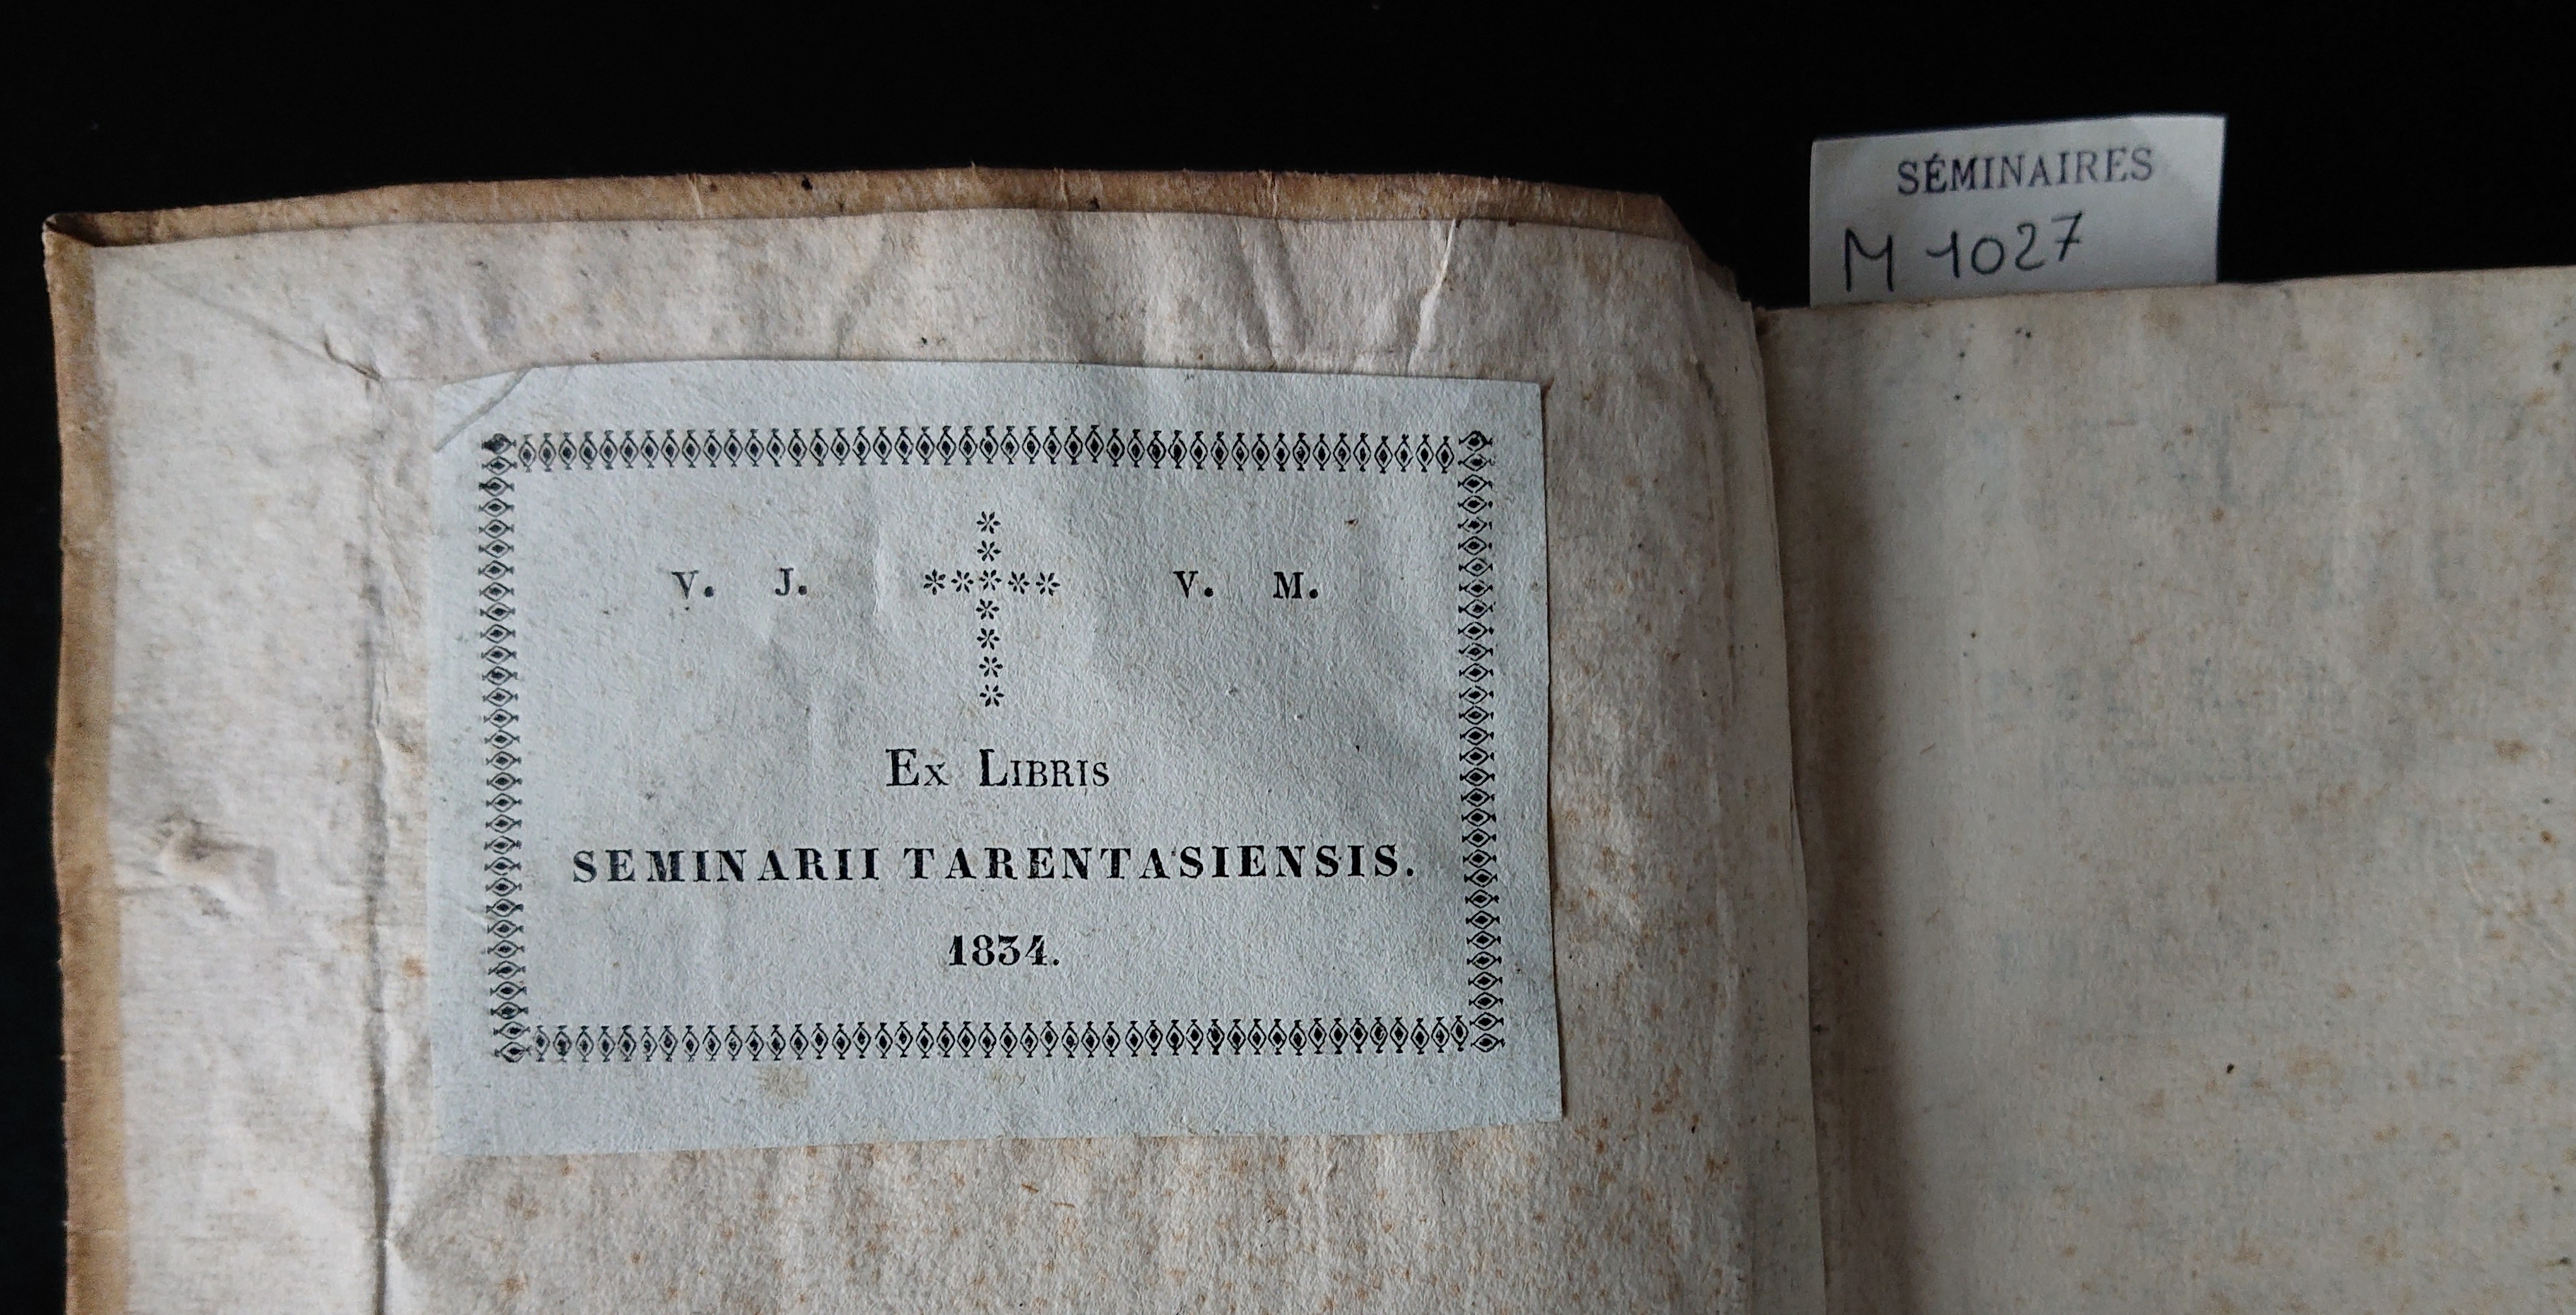 SÉMINAIRES
M 1027
V. J. V. M.
Ex Libris
SEMINARII TARENTASIENSIS.
1834.